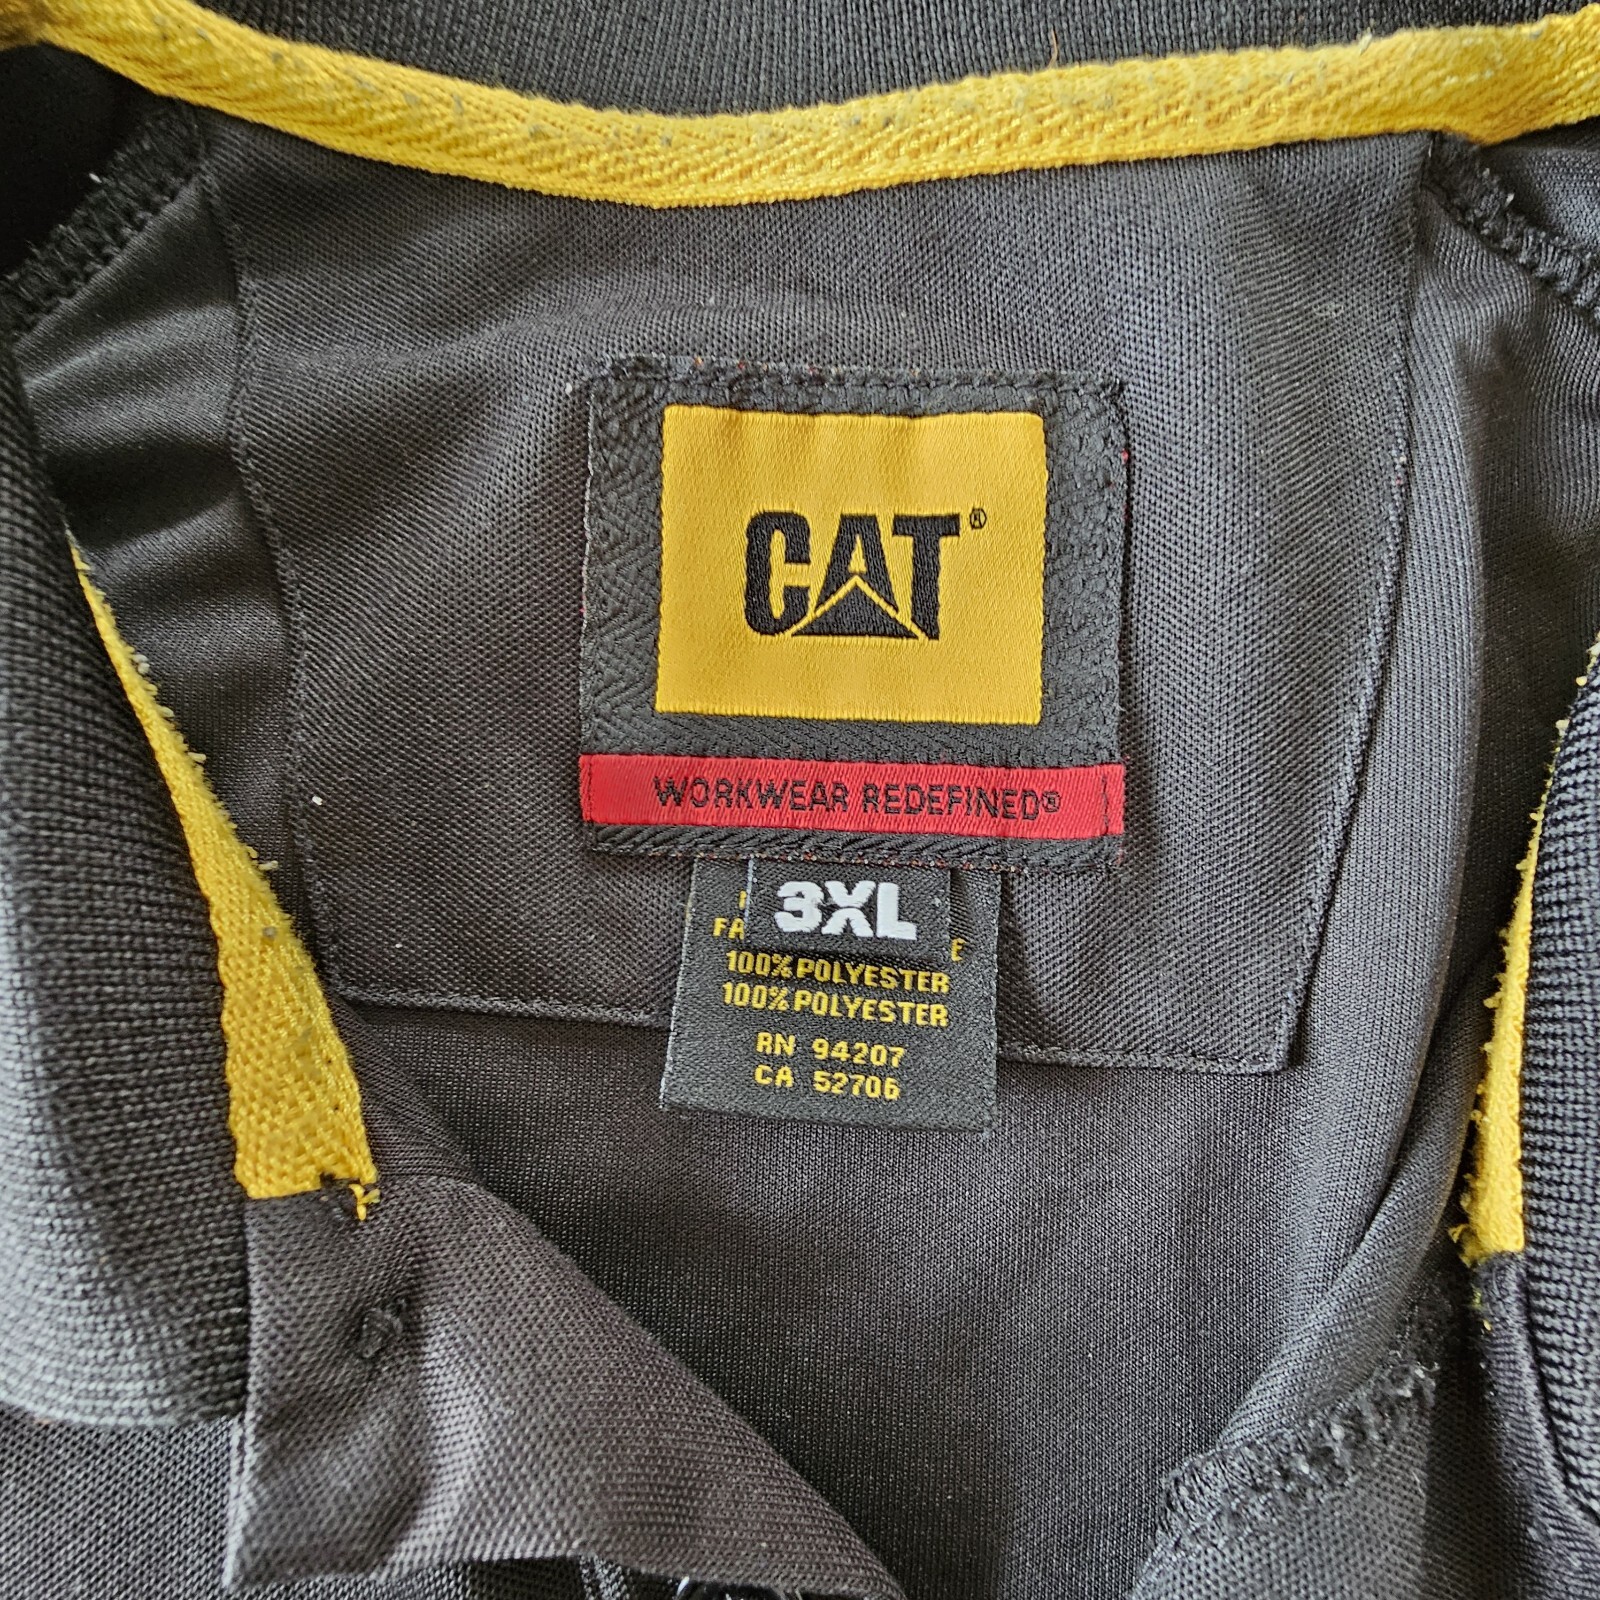 CAT®
WORKWEAR REDEFINED®
3XL
100% POLYESTER
100% POLYESTER
RN 94207
CA 52706